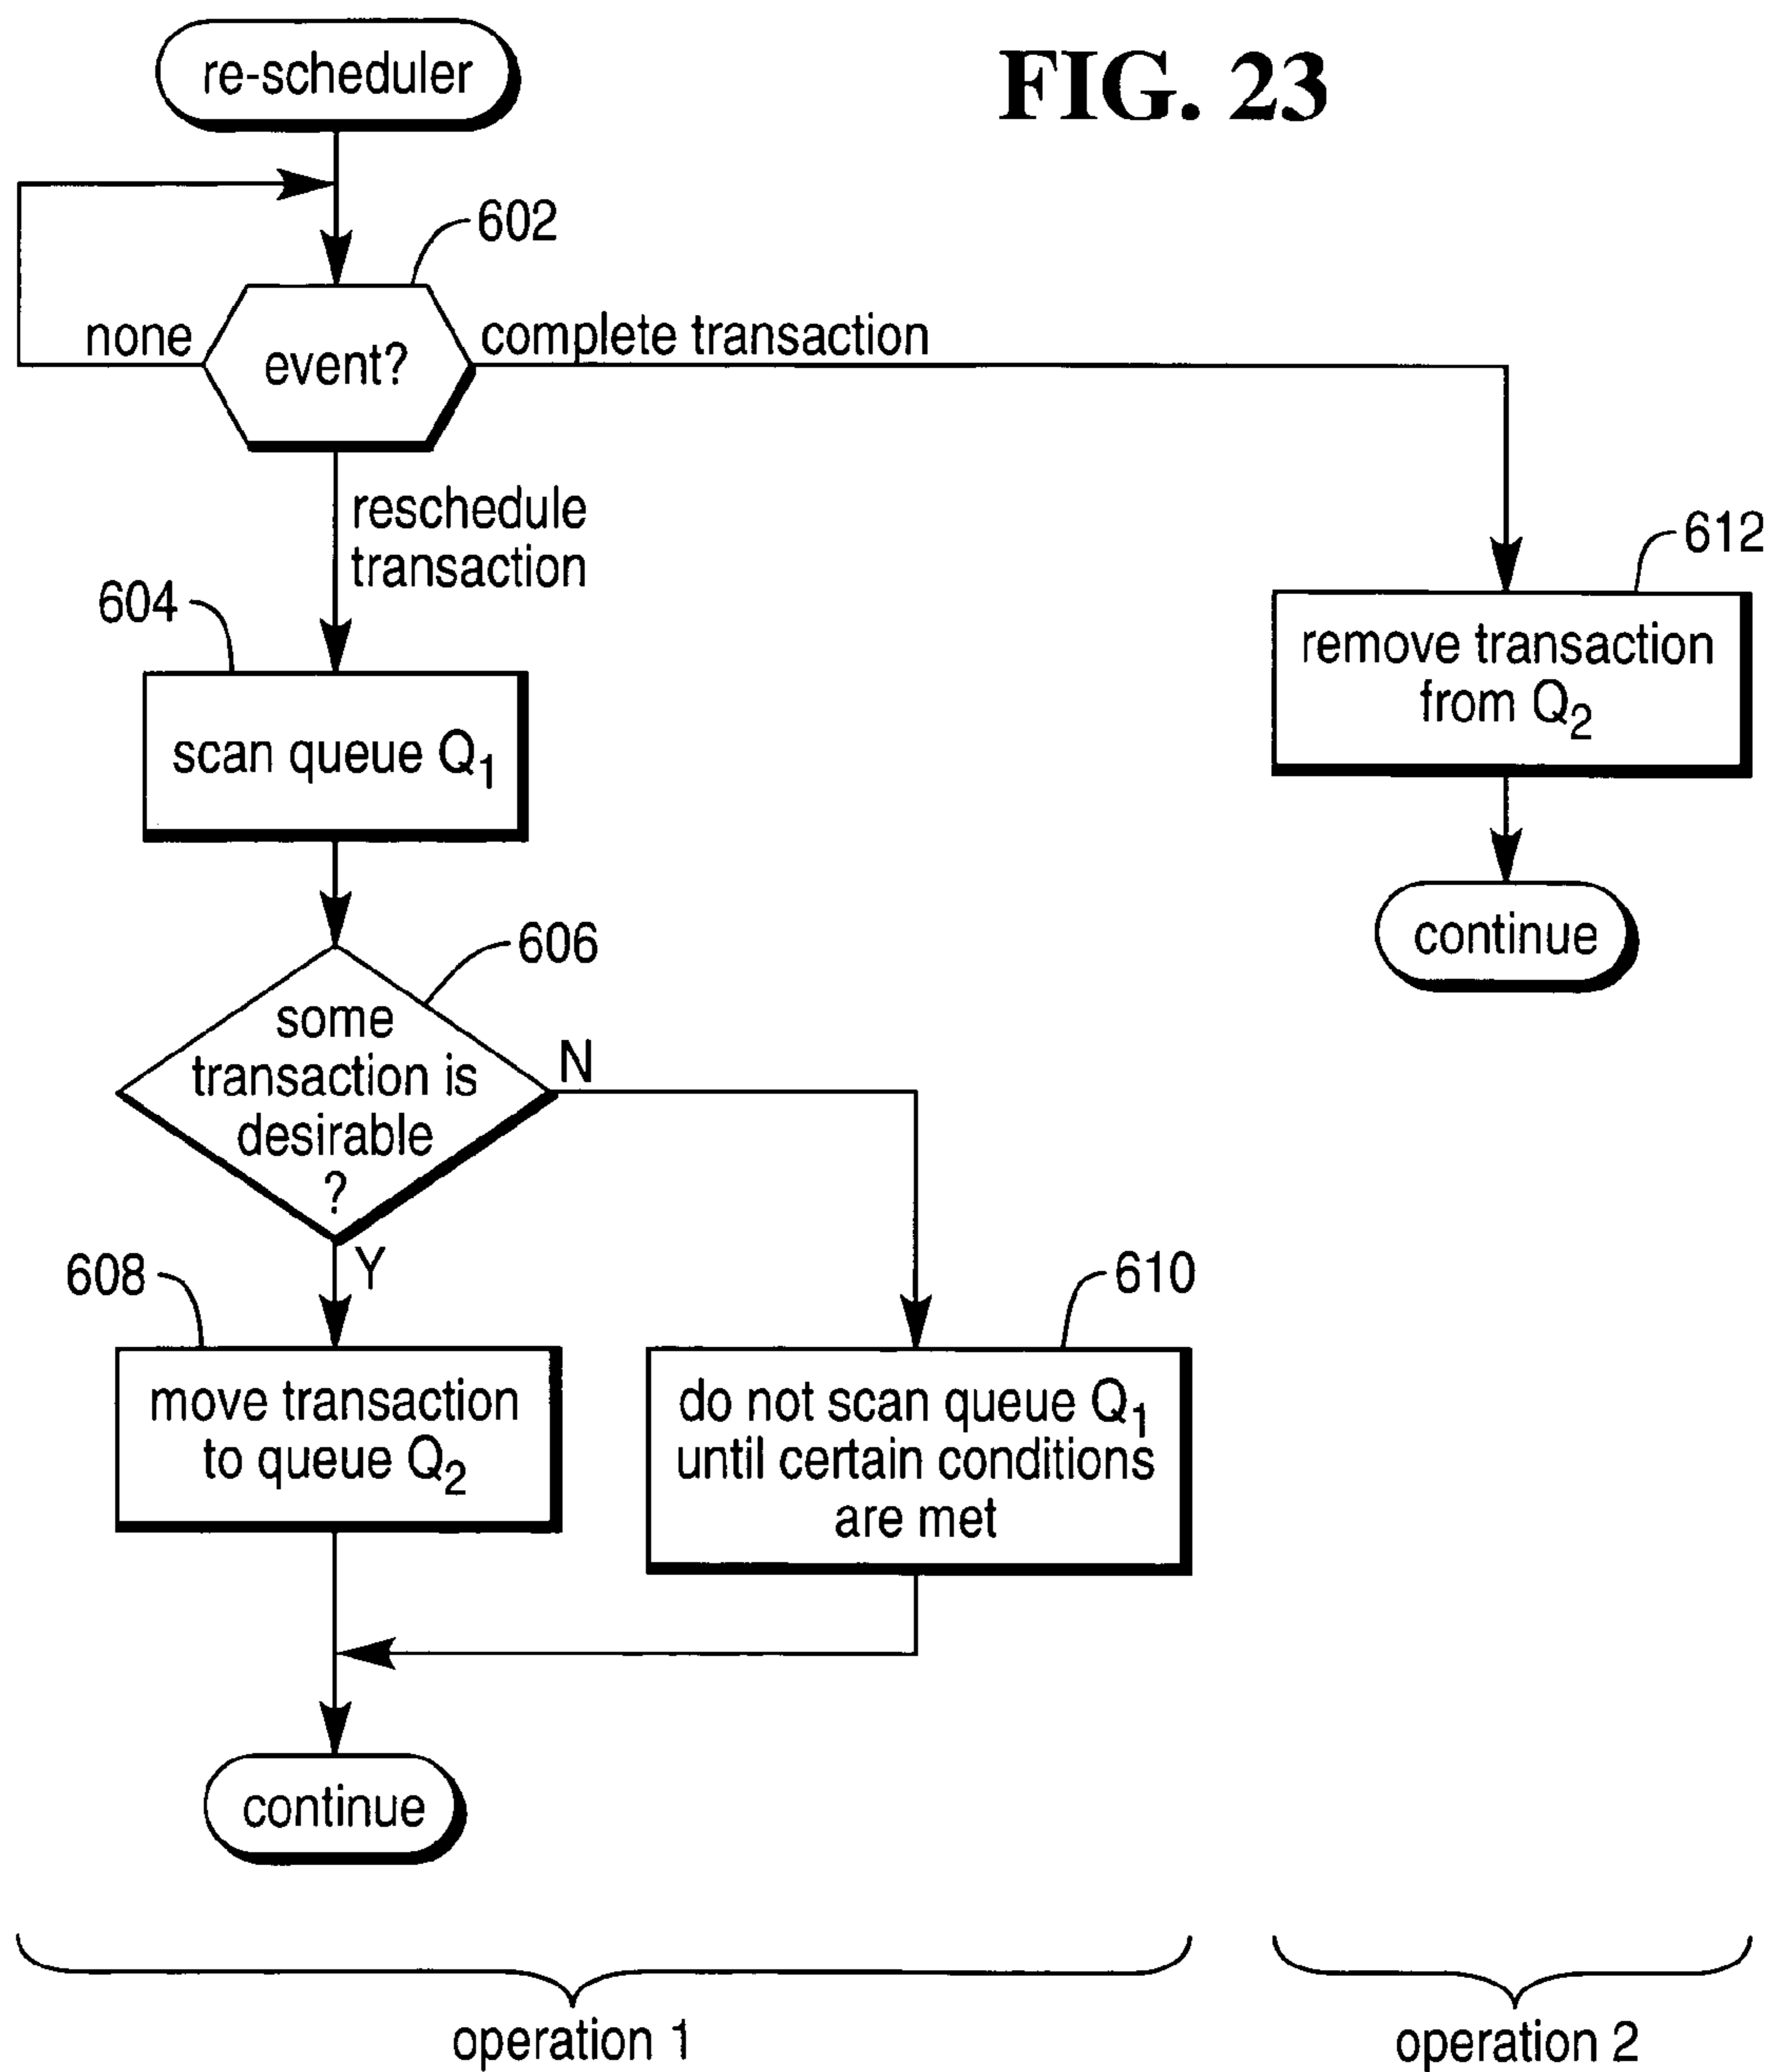 re-scheduler
FIG. 23
602
none
event?
complete transaction
reschedule
transaction
604
scan queue Q1
612
remove transaction
from Q2
continue
606
some
transaction is
desirable
?
N
Y
608
move transaction
to queue Q2
610
do not scan queue Q1
until certain conditions
are met
continue
operation 1
operation 2